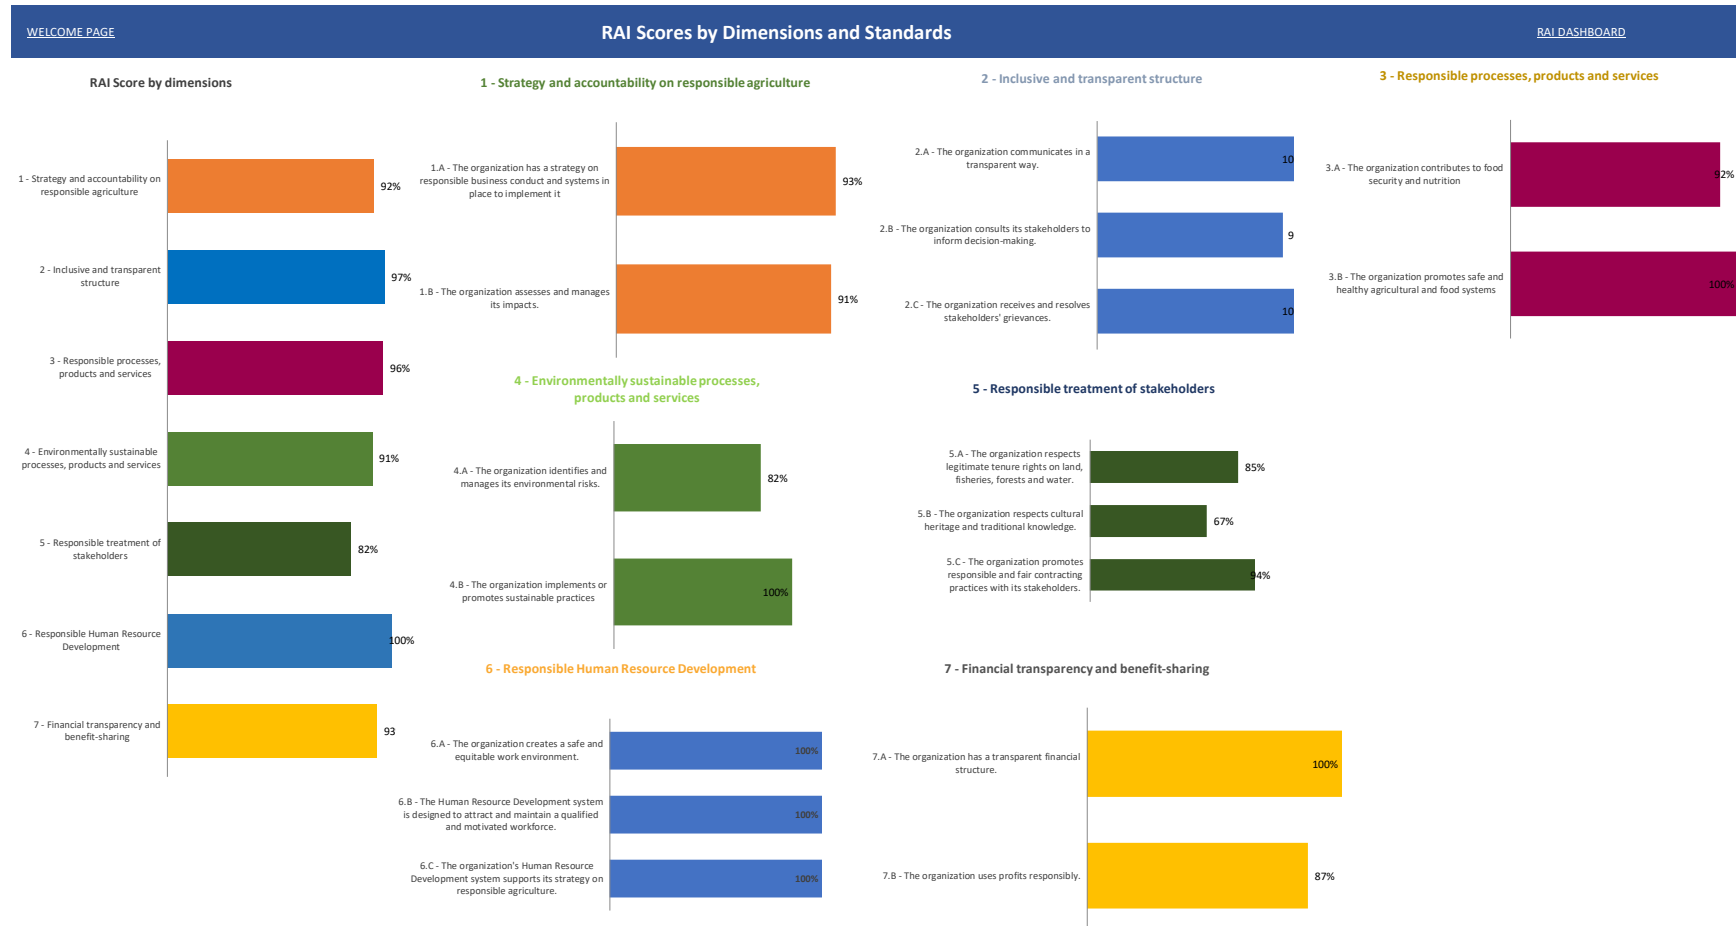 WELCOME PAGE
RAI Scores by Dimensions and Standards
RAI DASHBOARD
RAI Score by dimensions
1 - Strategy and accountability on
responsible agriculture
92%
2 - Inclusive and transparent
structure
97%
3 - Responsible processes,
products and services
96%
4 - Environmentally sustainable
processes, products and services
91%
5 - Responsible treatment of
stakeholders
82%
6 - Responsible Human Resource
Development
100%
7 - Financial transparency and
benefit-sharing
93
1 - Strategy and accountability on responsible agriculture
1.A - The organization has a strategy on
responsible business conduct and systems in
place to implement it
93%
1.B - The organization assesses and manages
its impacts.
91%
2 - Inclusive and transparent structure
2.A - The organization communicates in a
transparent way.
10
2.B - The organization consults its stakeholders to
inform decision-making.
9
2.C - The organization receives and resolves
stakeholders' grievances.
10
3 - Responsible processes, products and services
3.A - The organization contributes to food
security and nutrition
92%
3.B - The organization promotes safe and
healthy agricultural and food systems
100%
4 - Environmentally sustainable processes,
products and services
4.A - The organization identifies and
manages its environmental risks.
82%
4.B - The organization implements or
promotes sustainable practices
100%
5 - Responsible treatment of stakeholders
5.A - The organization respects
legitimate tenure rights on land,
fisheries, forests and water.
85%
5.B - The organization respects cultural
heritage and traditional knowledge.
67%
5.C - The organization promotes
responsible and fair contracting
practices with its stakeholders.
94%
6 - Responsible Human Resource Development
6.A - The organization creates a safe and
equitable work environment.
100%
6.B - The Human Resource Development system
is designed to attract and maintain a qualified
and motivated workforce.
100%
6.C - The organization's Human Resource
Development system supports its strategy on
responsible agriculture.
100%
7 - Financial transparency and benefit-sharing
7.A - The organization has a transparent financial
structure.
100%
7.B - The organization uses profits responsibly.
87%